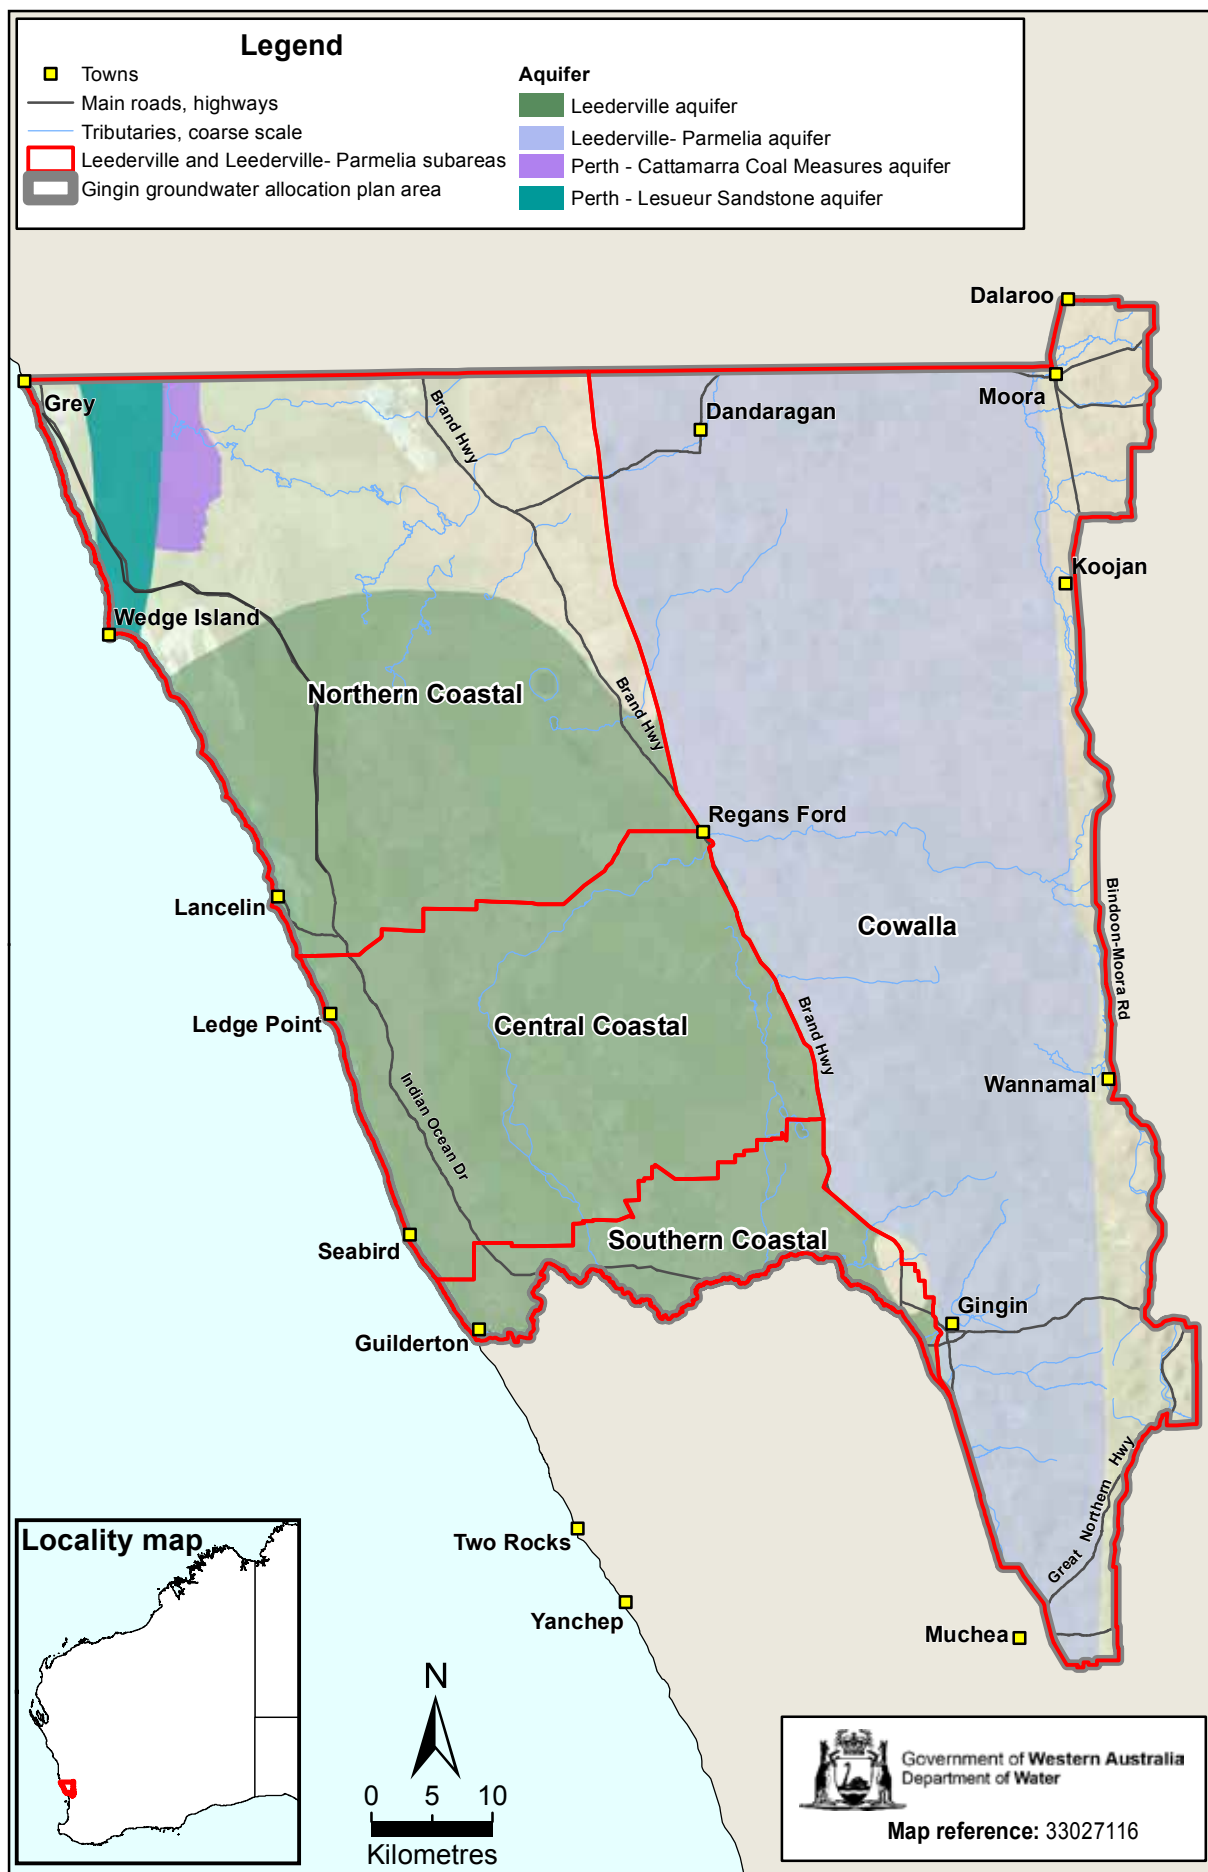 Legend
Towns
Main roads, highways
Tributaries, coarse scale
Leederville and Leederville- Parmelia subareas
Gingin groundwater allocation plan area
Aquifer
Leederville aquifer
Leederville- Parmelia aquifer
Perth - Cattamarra Coal Measures aquifer
Perth - Lesueur Sandstone aquifer
Dalaroo
Moora
Grey
Brand Hwy
Dandaragan
Koojan
Wedge Island
Northern Coastal
Brand Hwy
Regans Ford
Lancelin
Cowalla
Bindoon-Moora Rd
Ledge Point
Central Coastal
Brand Hwy
Wannamal
Indian Ocean Dr
Seabird
Southern Coastal
Gingin
Guilderton
Great Northern Hwy
Two Rocks
Yanchep
Muchea
Locality map
N
0 5 10
Kilometres
Government of Western Australia
Department of Water
Map reference: 33027116